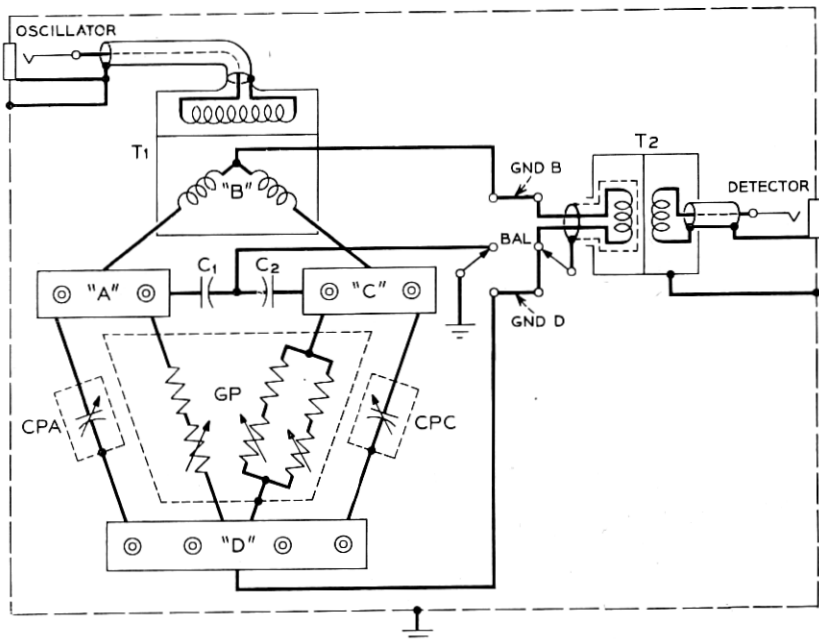 OSCILLATOR
T1
"B"
GND B
T2
DETECTOR
BAL
C1
C2
"A"
"C"
GND D
GP
CPA
CPC
"D"